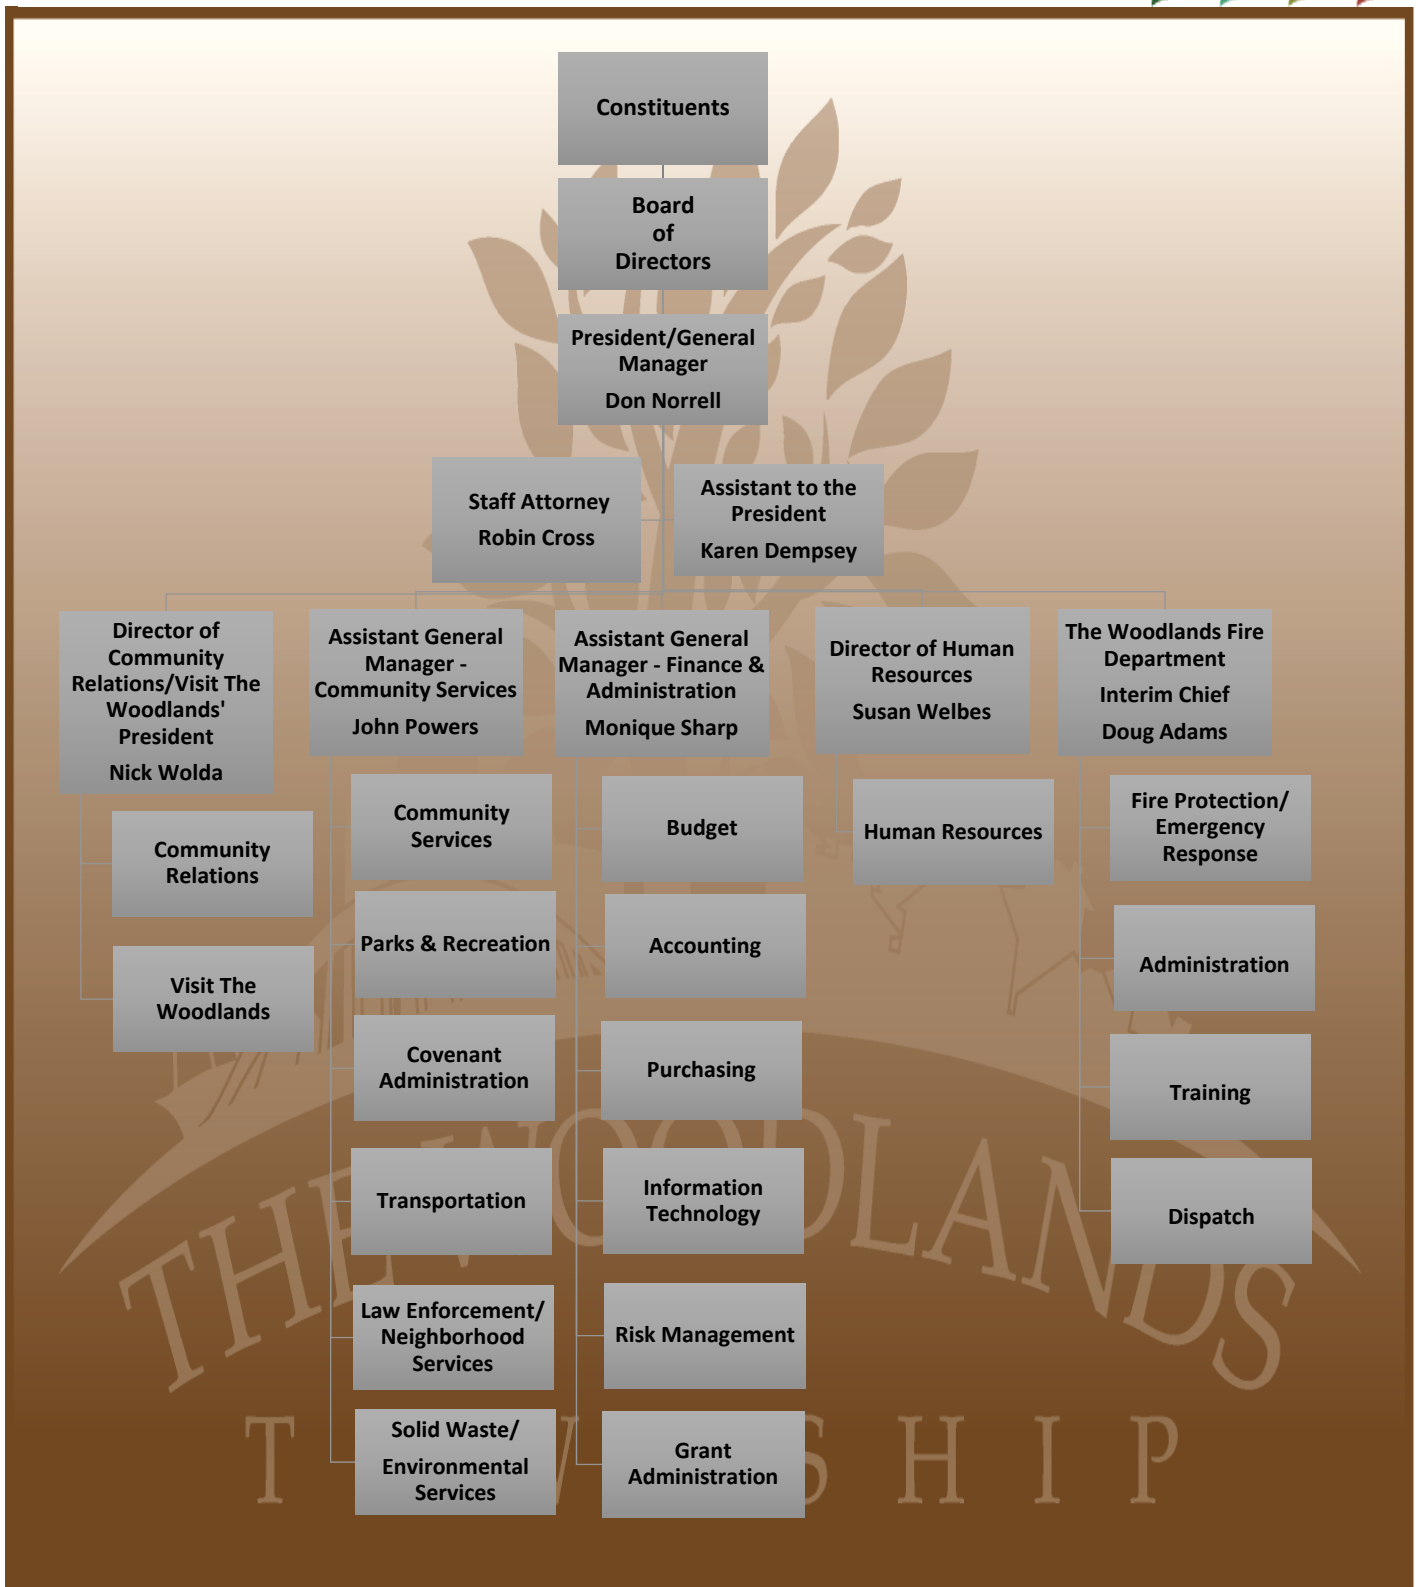 Constituents
Board
of
Directors
President/General
Manager
Don Norrell
Staff Attorney
Robin Cross
Assistant to the
President
Karen Dempsey
Director of
Community
Relations/Visit The
Woodlands'
President
Nick Wolda
Community
Relations
Visit The
Woodlands
Assistant General
Manager -
Community Services
John Powers
Community
Services
Parks & Recreation
Covenant
Administration
Transportation
Law Enforcement/
Neighborhood
Services
Solid Waste/
Environmental
Services
Assistant General
Manager - Finance &
Administration
Monique Sharp
Budget
Accounting
Purchasing
Information
Technology
Risk Management
Grant
Administration
Director of Human
Resources
Susan Welbes
Human Resources
The Woodlands Fire
Department
Interim Chief
Doug Adams
Fire Protection/
Emergency
Response
Administration
Training
Dispatch
THE WOODLANDS
T SHIP